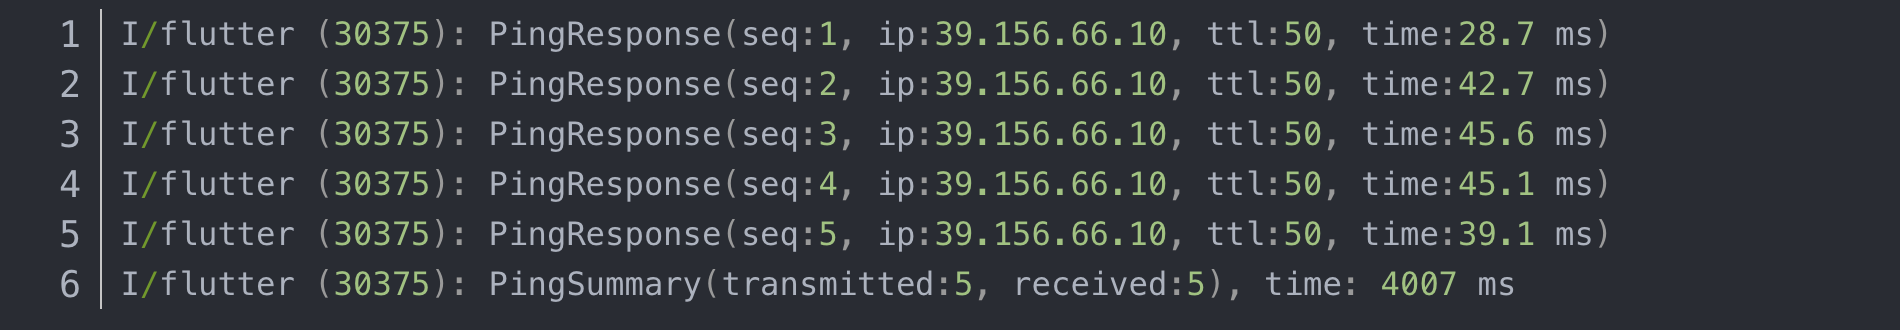 1 I/flutter (30375): PingResponse(seq:1, ip:39.156.66.10, ttl:50, time:28.7 ms)
2 I/flutter (30375): PingResponse(seq:2, ip:39.156.66.10, ttl:50, time:42.7 ms)
3 I/flutter (30375): PingResponse(seq:3, ip:39.156.66.10, ttl:50, time:45.6 ms)
4 I/flutter (30375): PingResponse(seq:4, ip:39.156.66.10, ttl:50, time:45.1 ms)
5 I/flutter (30375): PingResponse(seq:5, ip:39.156.66.10, ttl:50, time:39.1 ms)
6 I/flutter (30375): PingSummary(transmitted:5, received:5), time: 4007 ms